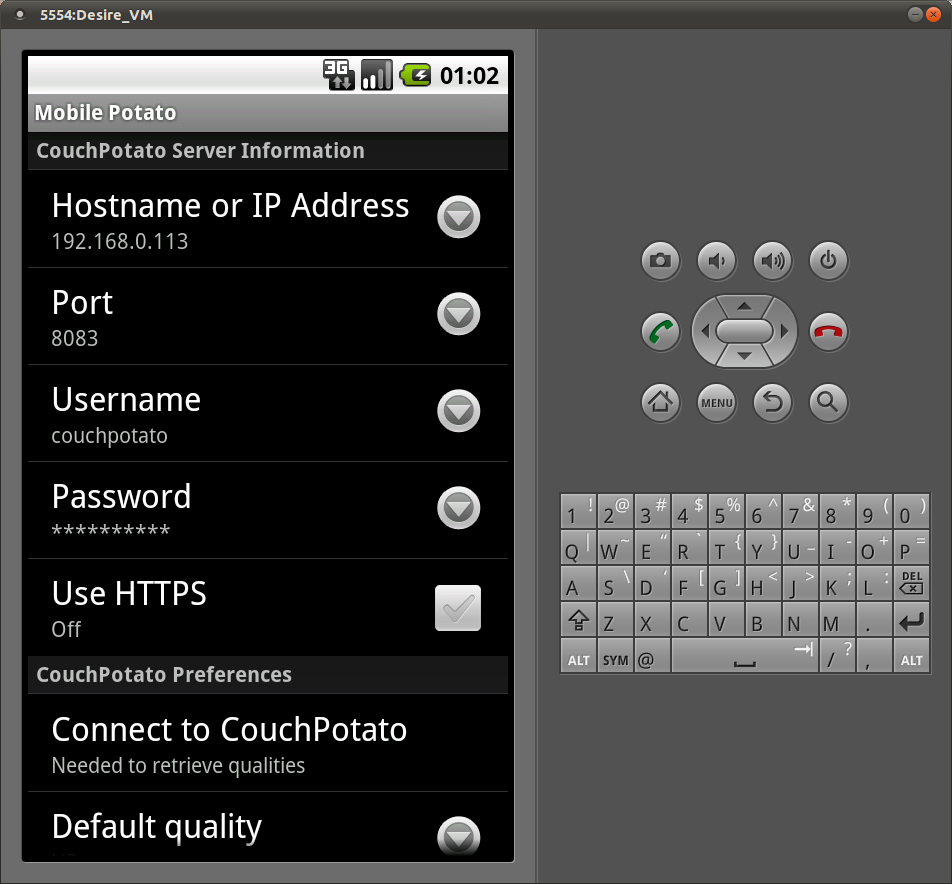 5554:Desire_VM
3G
01:02
Mobile Potato
CouchPotato Server Information
Hostname or IP Address
192.168.0.113
Port
8083
Username
couchpotato
Password
**********
Use HTTPS
Off
CouchPotato Preferences
Connect to CouchPotato
Needed to retrieve qualities
Default quality
MENU
1 ! 2 @ 3 # 4 $ 5 % 6 ^ 7 & 8 * 9 ( 0 )
Q | W ~ E “ R ` T { Y } U _ I - O + P =
A S \ D ‘ F [ G ] H < J > K ; L : DEL
Z X C V B N M .
ALT SYM @ / ? , ALT